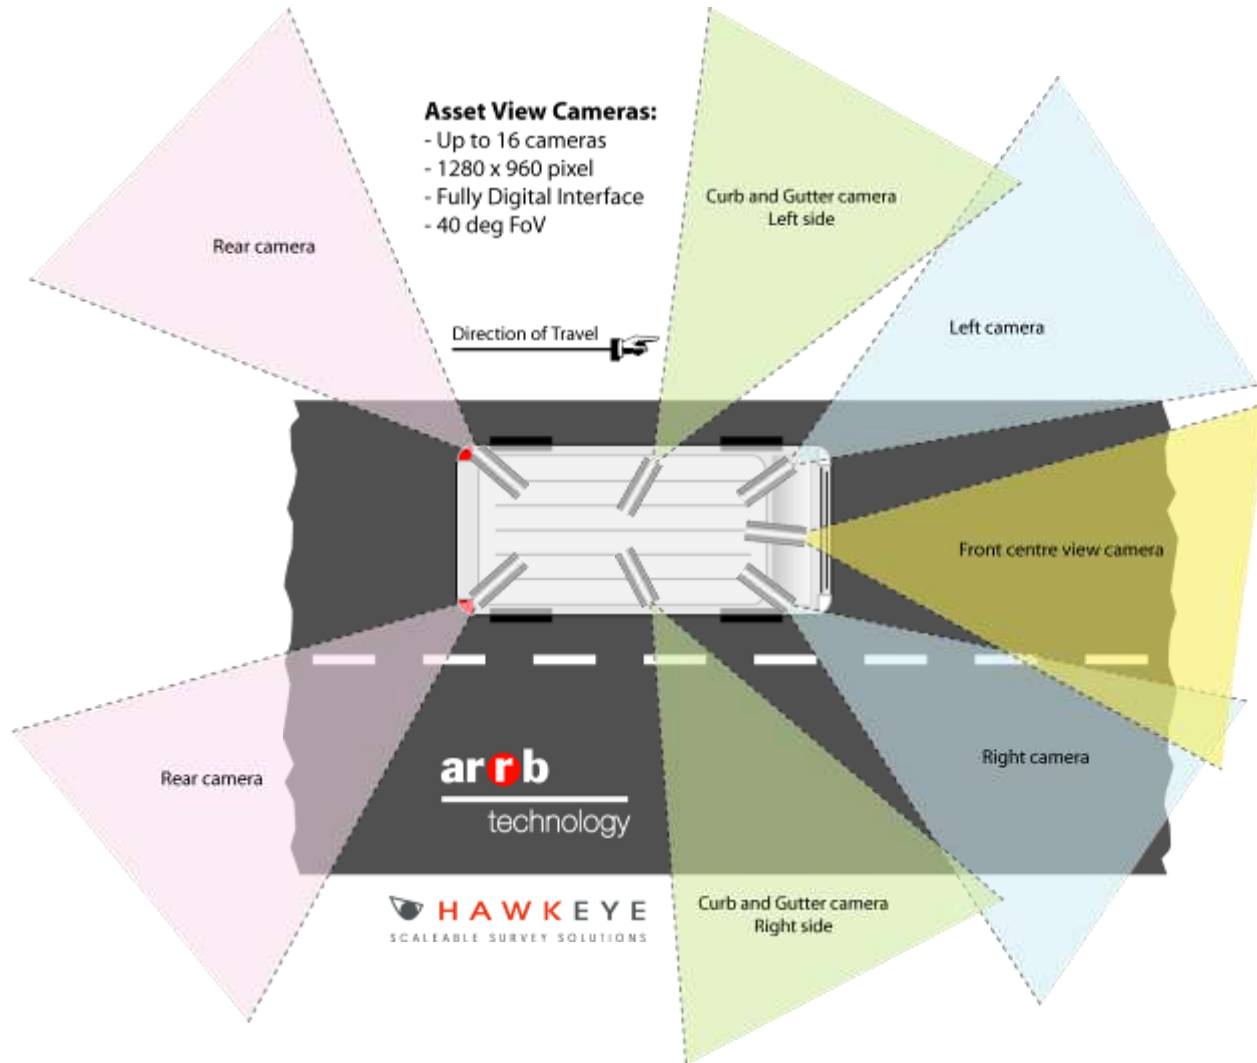 Asset View Cameras:
- Up to 16 cameras
- 1280 x 960 pixel
- Fully Digital Interface
- 40 deg FoV
Curb and Gutter camera
Left side
Rear camera
Left camera
Direction of Travel
Front centre view camera
Right camera
Rear camera
arrb
technology
Curb and Gutter camera
Right side
HAWKEYE
SCALEABLE SURVEY SOLUTIONS